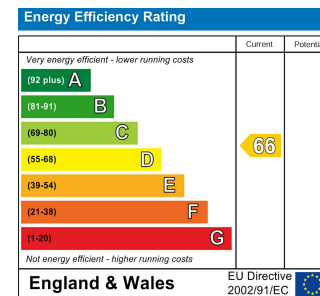 Energy Efficiency Rating
Current Potenti
Very energy efficient - lower running costs
(92 plus) A
(81-91) B
(69-80) C
(55-68) D
(39-54) E
(21-38) F
(1-20) G
66
Not energy efficient - higher running costs
England & Wales
EU Directive
2002/91/EC